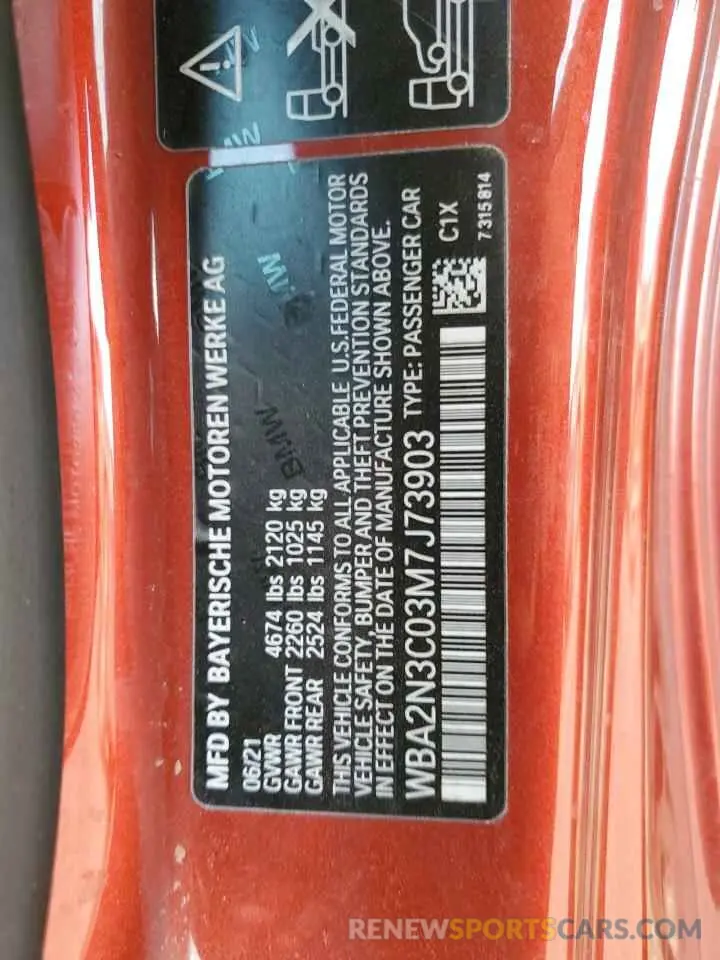 MFD BY BAYERISCHE MOTOREN WERKE AG
06/21
GVWR 4674 lbs 2120 kg
GAWR FRONT 2260 lbs 1025 kg
GAWR REAR 2524 lbs 1145 kg
BMW
THIS VEHICLE CONFORMS TO ALL APPLICABLE U.S. FEDERAL MOTOR
VEHICLE SAFETY, BUMPER AND THEFT PREVENTION STANDARDS
IN EFFECT ON THE DATE OF MANUFACTURE SHOWN ABOVE.
WBA2N3C03M7J73903 TYPE: PASSENGER CAR
C1X
7315814
RENEWSPORTSCARS.COM